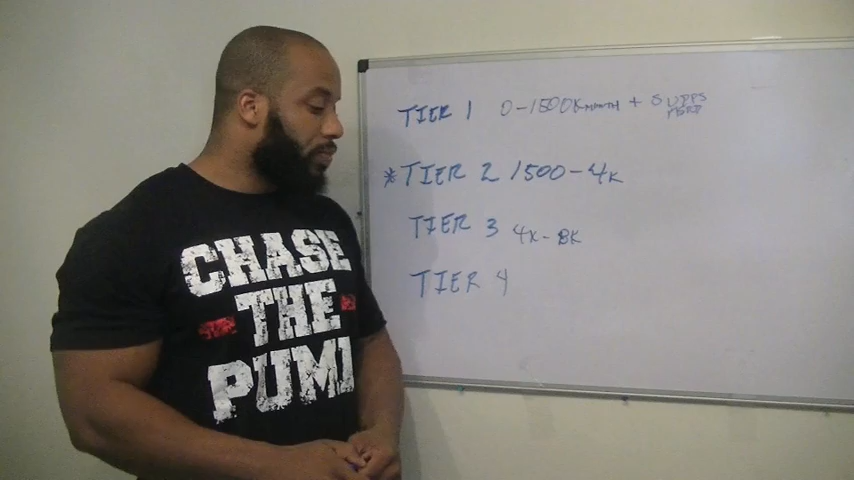 CHASE
THE
PUMP
TIER 1 0-1500K MONTH + SUPPS
*TIER 2 1500-4K
TIER 3 4K-8K
TIER 4